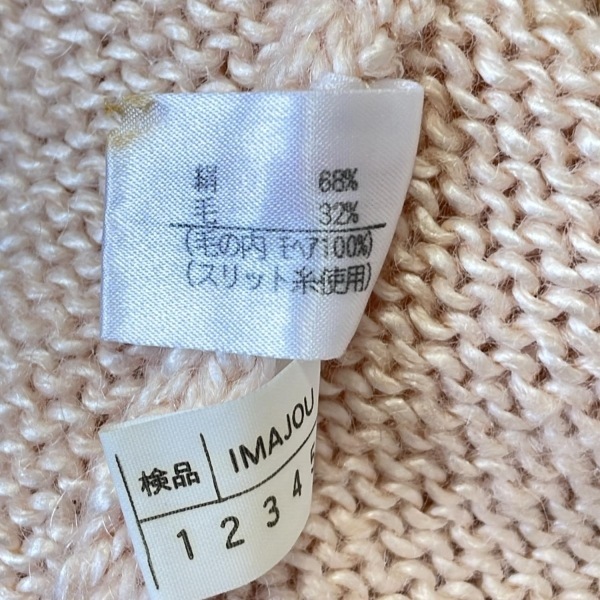 絹 68%
毛 32%
(毛の内 モヘア100%)
(スリット糸使用)
検品 IMAJOU
1 2 3 4